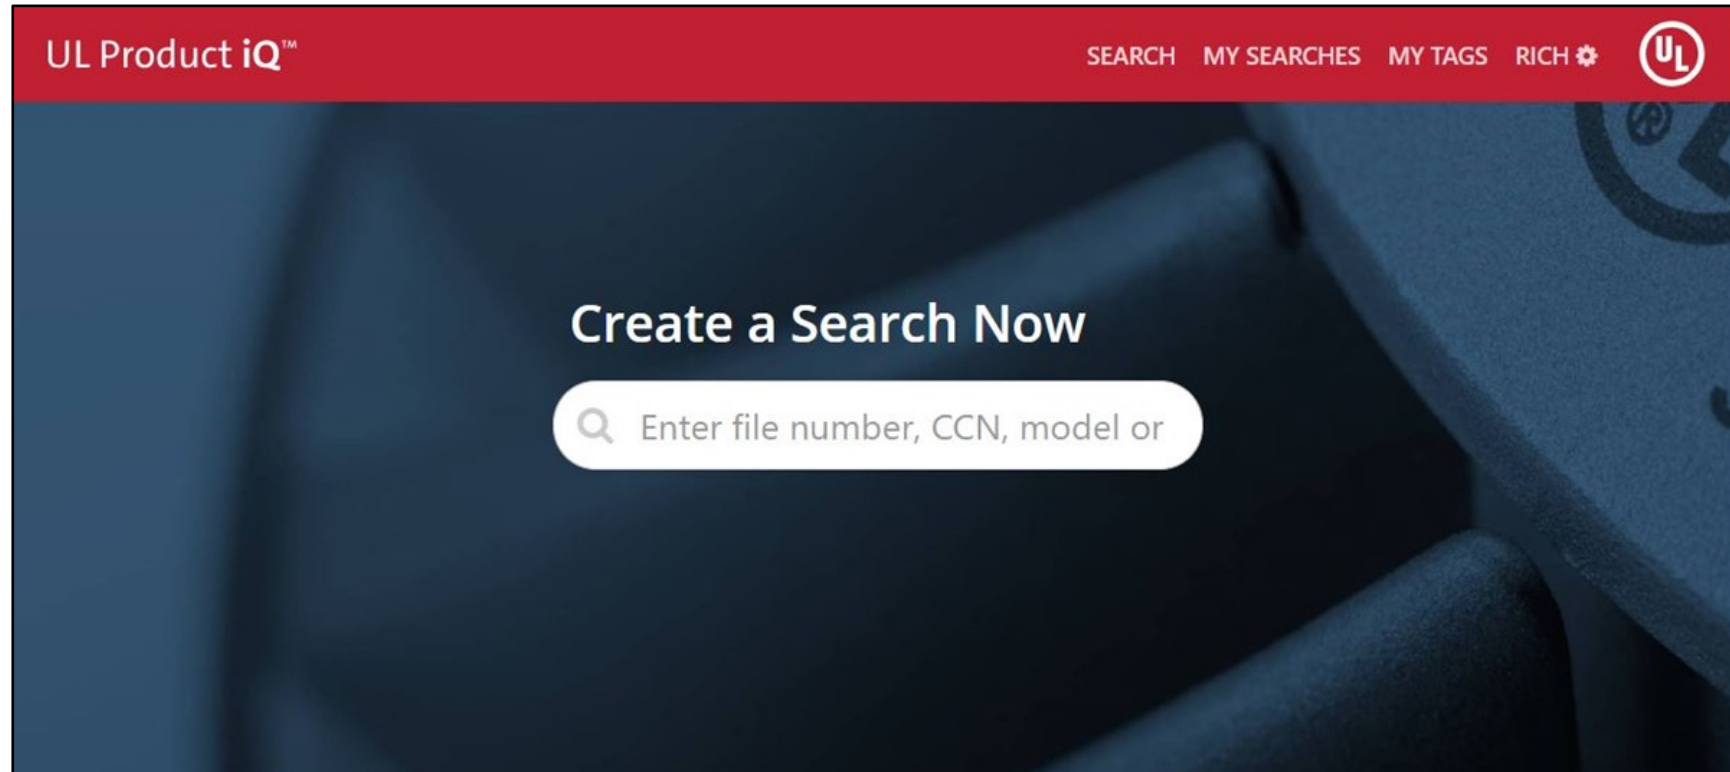 UL Product iQ™
SEARCH MY SEARCHES MY TAGS RICH
UL
®
Create a Search Now
Enter file number, CCN, model or